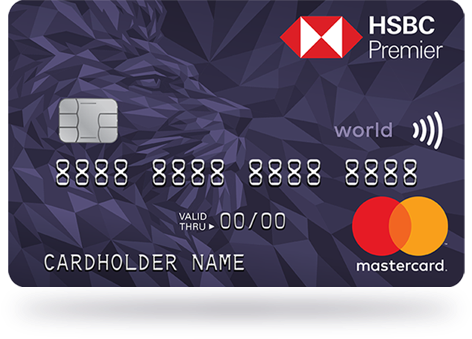 HSBC
Premier
world
8888 8888 8888 8888
VALID
THRU ▸ 00/00
CARDHOLDER NAME
mastercard.